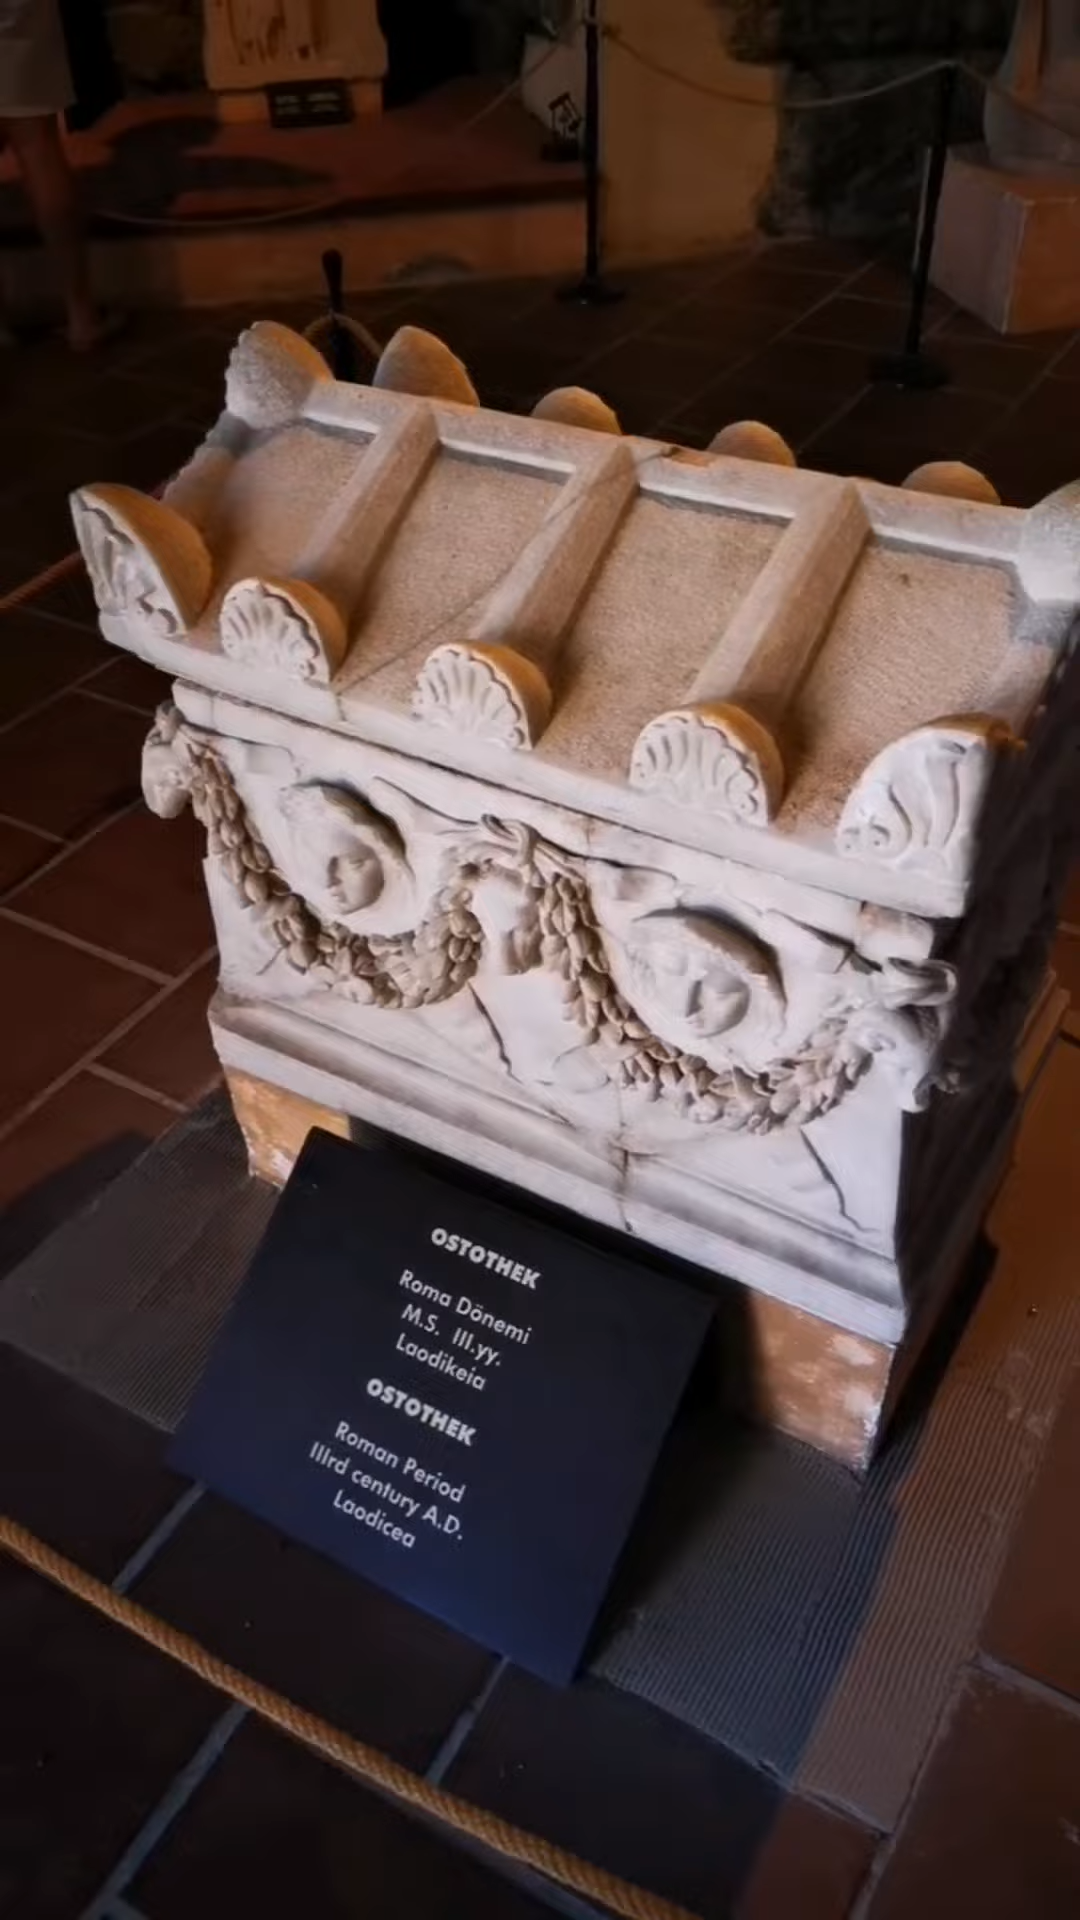 OSTOTHEK
Roma Dönemi
M.S. III.yy.
Laodikeia
OSTOTHEK
Roman Period
IIIrd century A.D.
Laodicea